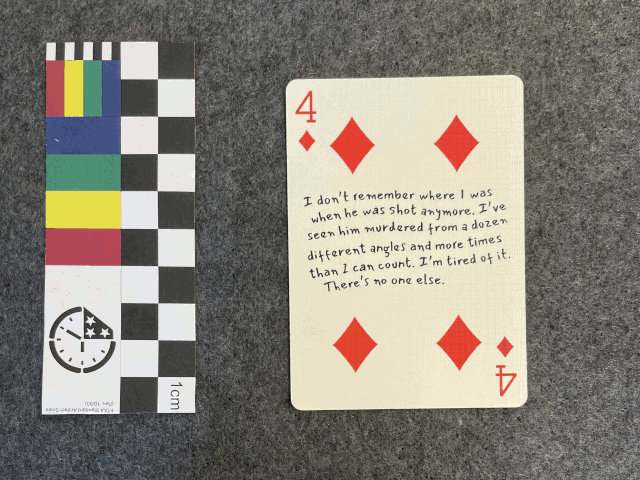 4
I don't remember where I was
when he was shot anymore. I've
seen him murdered from a dozen
different angles and more times
than I can count. I'm tired of it.
There's no one else.
4
1cm